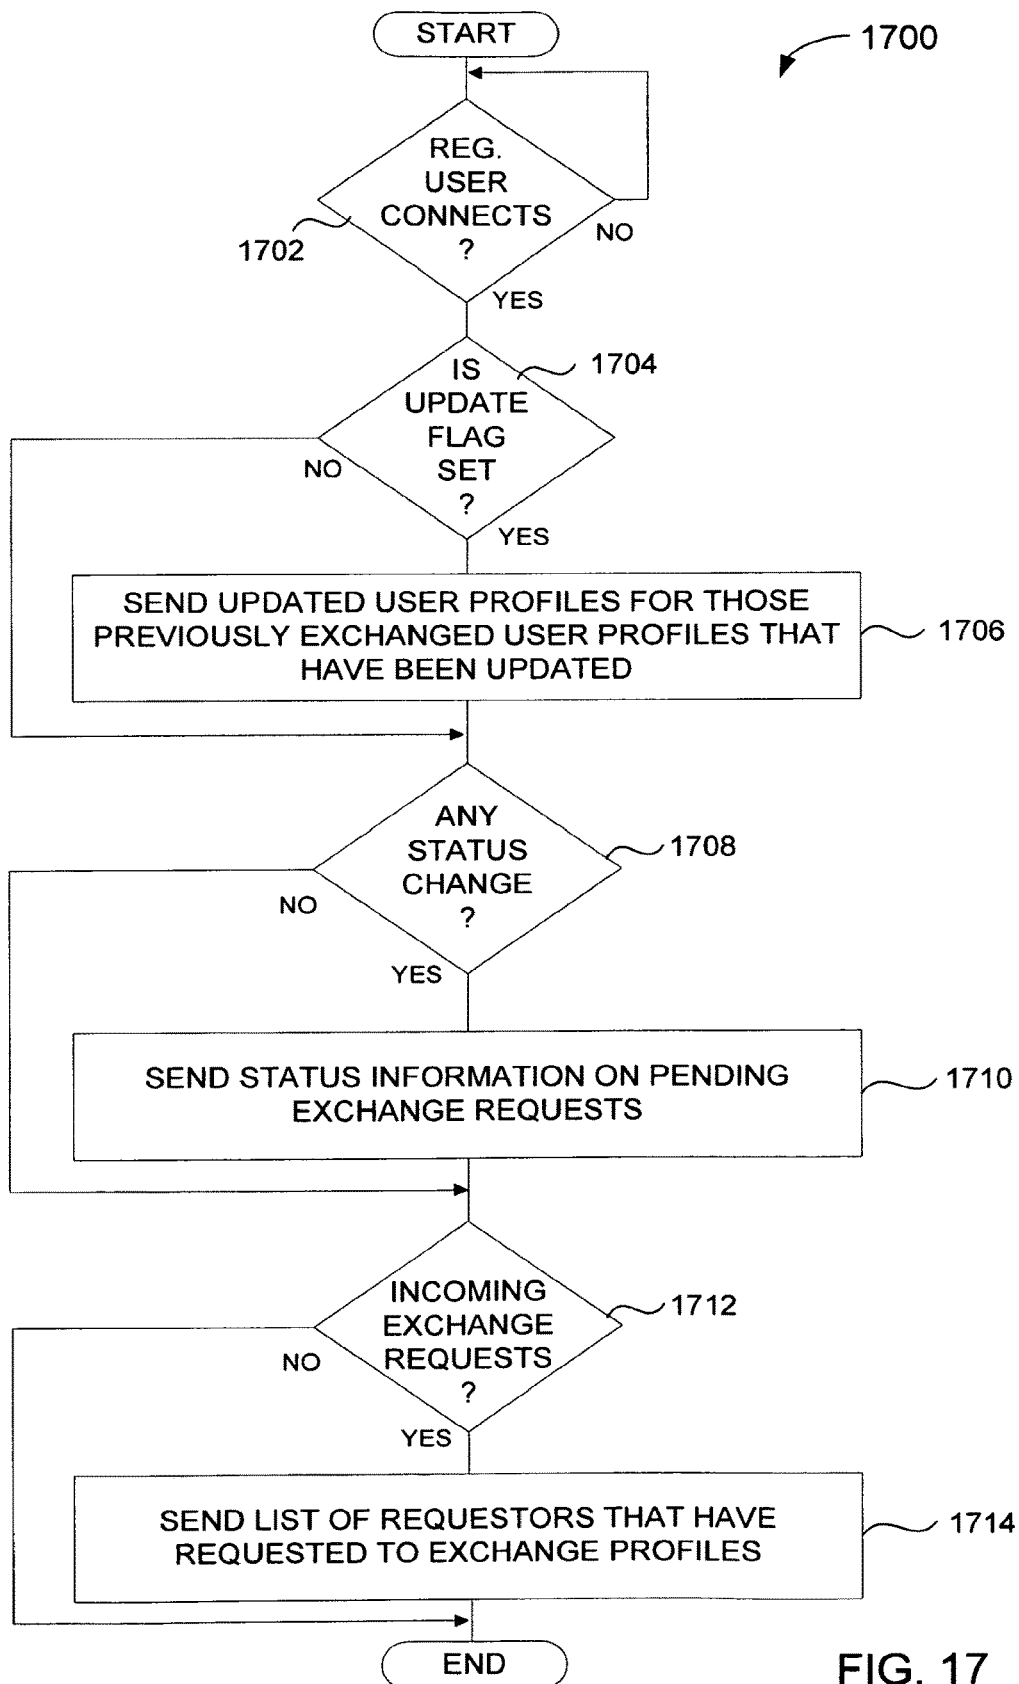 START
1700
REG.
USER
CONNECTS
?
1702
NO
YES
IS
UPDATE
FLAG
SET
?
1704
NO
YES
SEND UPDATED USER PROFILES FOR THOSE
PREVIOUSLY EXCHANGED USER PROFILES THAT
HAVE BEEN UPDATED
1706
ANY
STATUS
CHANGE
?
1708
NO
YES
SEND STATUS INFORMATION ON PENDING
EXCHANGE REQUESTS
1710
INCOMING
EXCHANGE
REQUESTS
?
1712
NO
YES
SEND LIST OF REQUESTORS THAT HAVE
REQUESTED TO EXCHANGE PROFILES
1714
END
FIG. 17